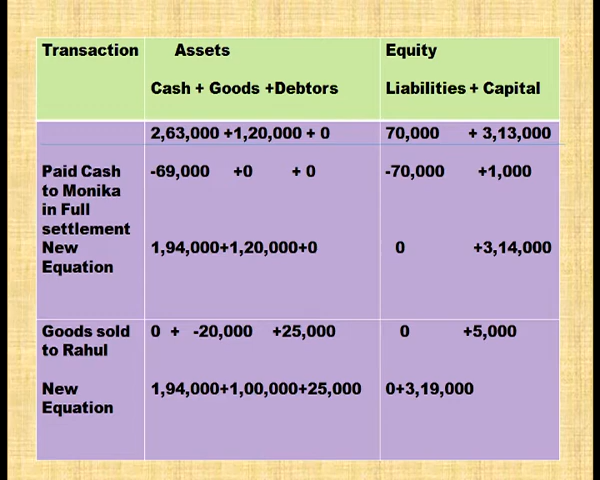 Transaction Assets Equity
Cash + Goods +Debtors Liabilities + Capital
2,63,000 +1,20,000 + 0 70,000 + 3,13,000
Paid Cash -69,000 +0 + 0 -70,000 +1,000
to Monika
in Full
settlement
New 1,94,000+1,20,000+0 0 +3,14,000
Equation
Goods sold 0 + -20,000 +25,000 0 +5,000
to Rahul
New 1,94,000+1,00,000+25,000 0+3,19,000
Equation